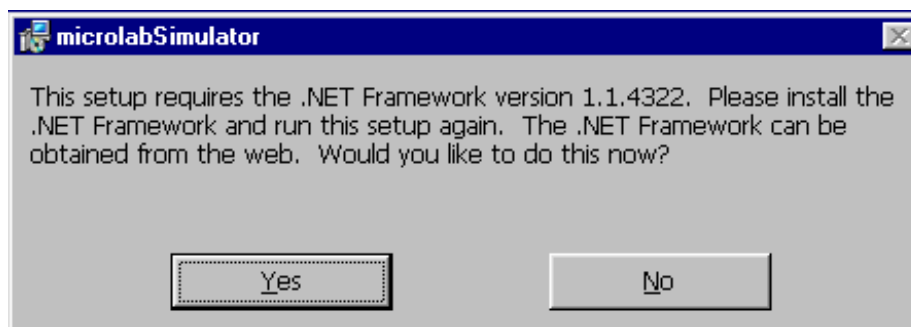 microlabSimulator
This setup requires the .NET Framework version 1.1.4322.  Please install the
.NET Framework and run this setup again.  The .NET Framework can be
obtained from the web.  Would you like to do this now?
Yes
No